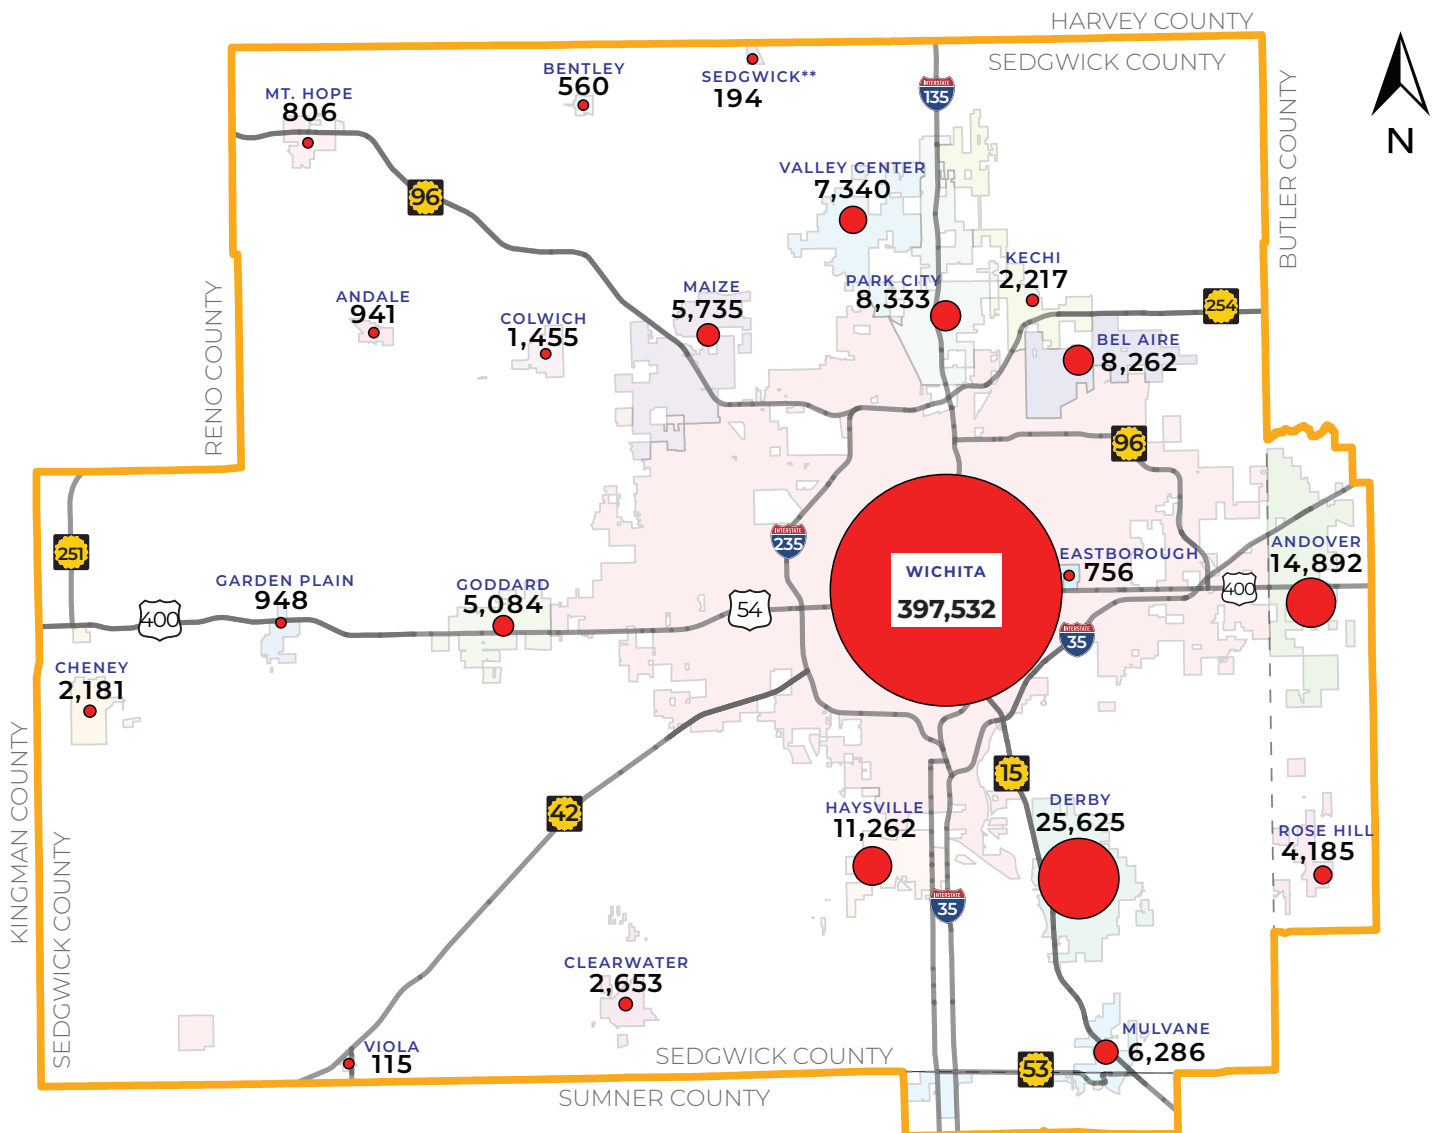 HARVEY COUNTY
SEDGWICK COUNTY
BUTLER COUNTY
N
MT. HOPE
806
BENTLEY
560
SEDGWICK**
194
INTERSTATE
135
96
VALLEY CENTER
7,340
KECHI
2,217
PARK CITY
8,333
254
RENO COUNTY
ANDALE
941
COLWICH
1,455
MAIZE
5,735
BEL AIRE
8,262
96
INTERSTATE
235
251
WICHITA
397,532
EASTBOROUGH
756
ANDOVER
14,892
400
GARDEN PLAIN
948
GODDARD
5,084
54
400
INTERSTATE
35
CHENEY
2,181
KINGMAN COUNTY
SEDGWICK COUNTY
42
15
HAYSVILLE
11,262
DERBY
25,625
ROSE HILL
4,185
INTERSTATE
35
CLEARWATER
2,653
VIOLA
115
SEDGWICK COUNTY
SUMNER COUNTY
53
MULVANE
6,286